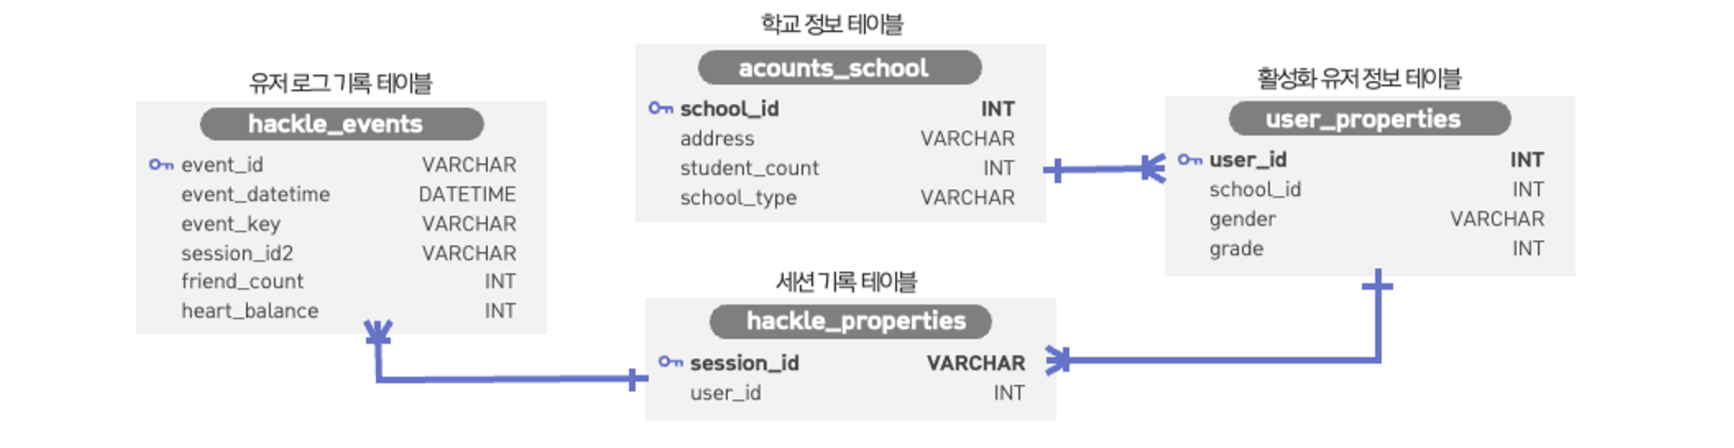 유저 로그 기록 테이블
hackle_events
event_id VARCHAR
event_datetime DATETIME
event_key VARCHAR
session_id2 VARCHAR
friend_count INT
heart_balance INT
학교 정보 테이블
acounts_school
school_id INT
address VARCHAR
student_count INT
school_type VARCHAR
세션 기록 테이블
hackle_properties
session_id VARCHAR
user_id INT
활성화 유저 정보 테이블
user_properties
user_id INT
school_id INT
gender VARCHAR
grade INT